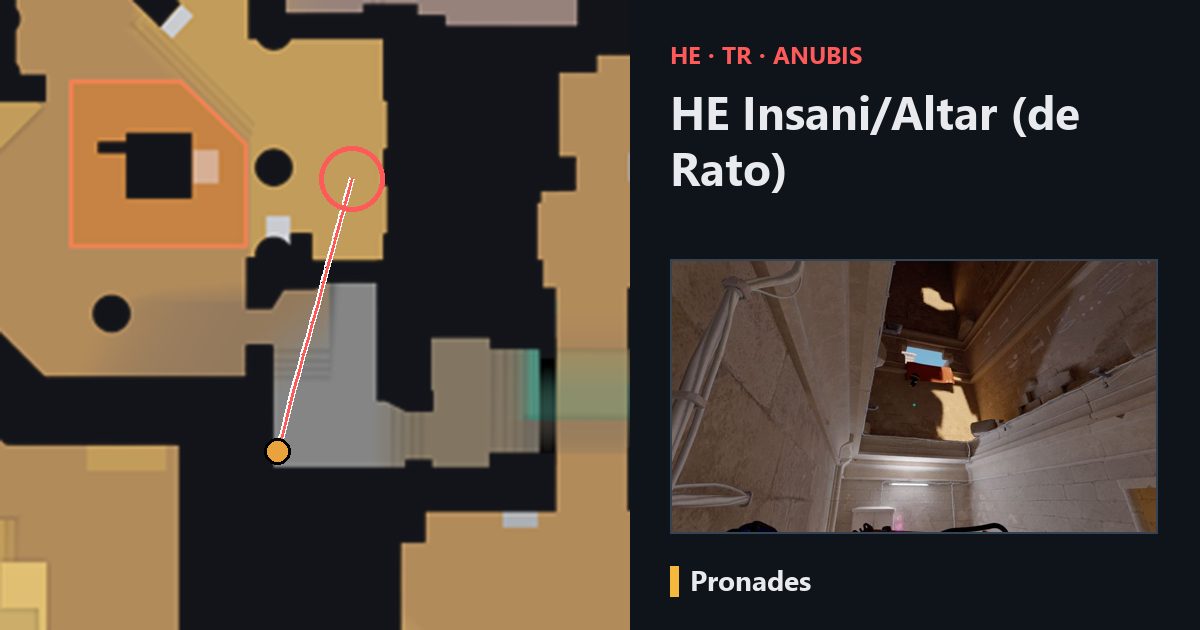 HE · TR · ANUBIS
HE Insani/Altar (de
Rato)
Pronades